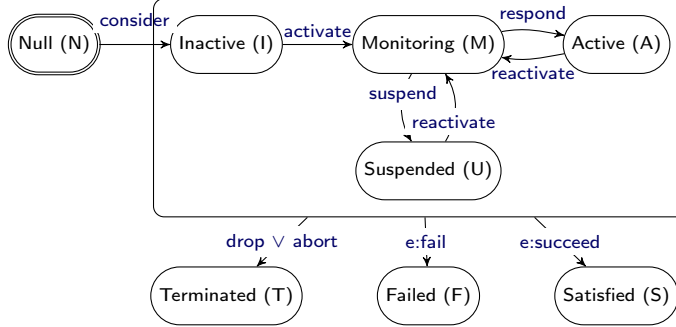 consider
respond
Null (N)
Inactive (I)
activate
Monitoring (M)
Active (A)
reactivate
suspend
reactivate
Suspended (U)
drop ∨ abort
e:fail
e:succeed
Terminated (T)
Failed (F)
Satisfied (S)